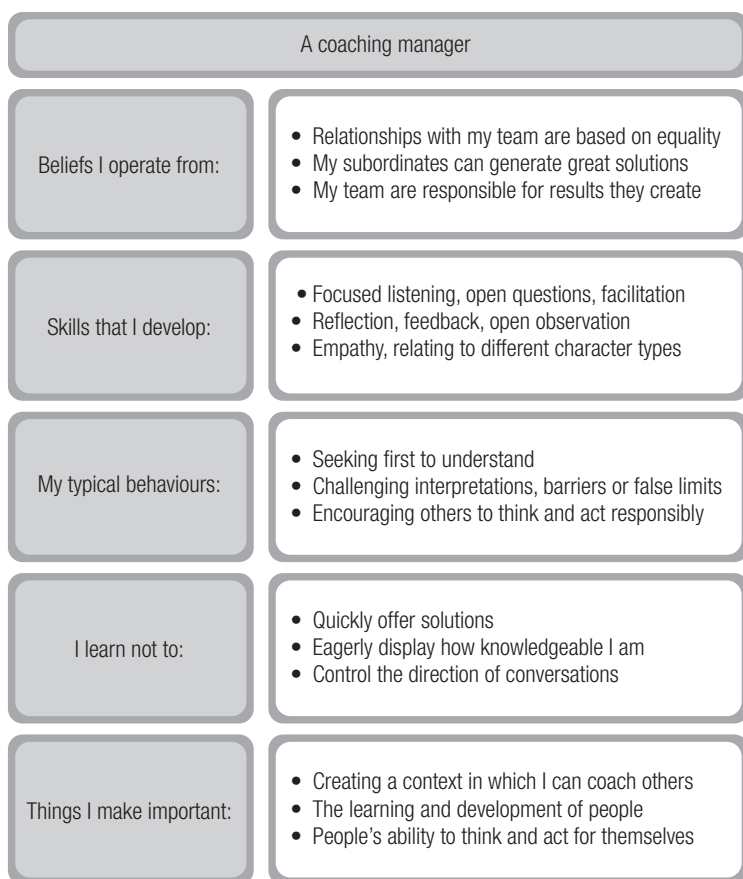 A coaching manager
Beliefs I operate from:
• Relationships with my team are based on equality
• My subordinates can generate great solutions
• My team are responsible for results they create
Skills that I develop:
• Focused listening, open questions, facilitation
• Reflection, feedback, open observation
• Empathy, relating to different character types
My typical behaviours:
• Seeking first to understand
• Challenging interpretations, barriers or false limits
• Encouraging others to think and act responsibly
I learn not to:
• Quickly offer solutions
• Eagerly display how knowledgeable I am
• Control the direction of conversations
Things I make important:
• Creating a context in which I can coach others
• The learning and development of people
• People’s ability to think and act for themselves